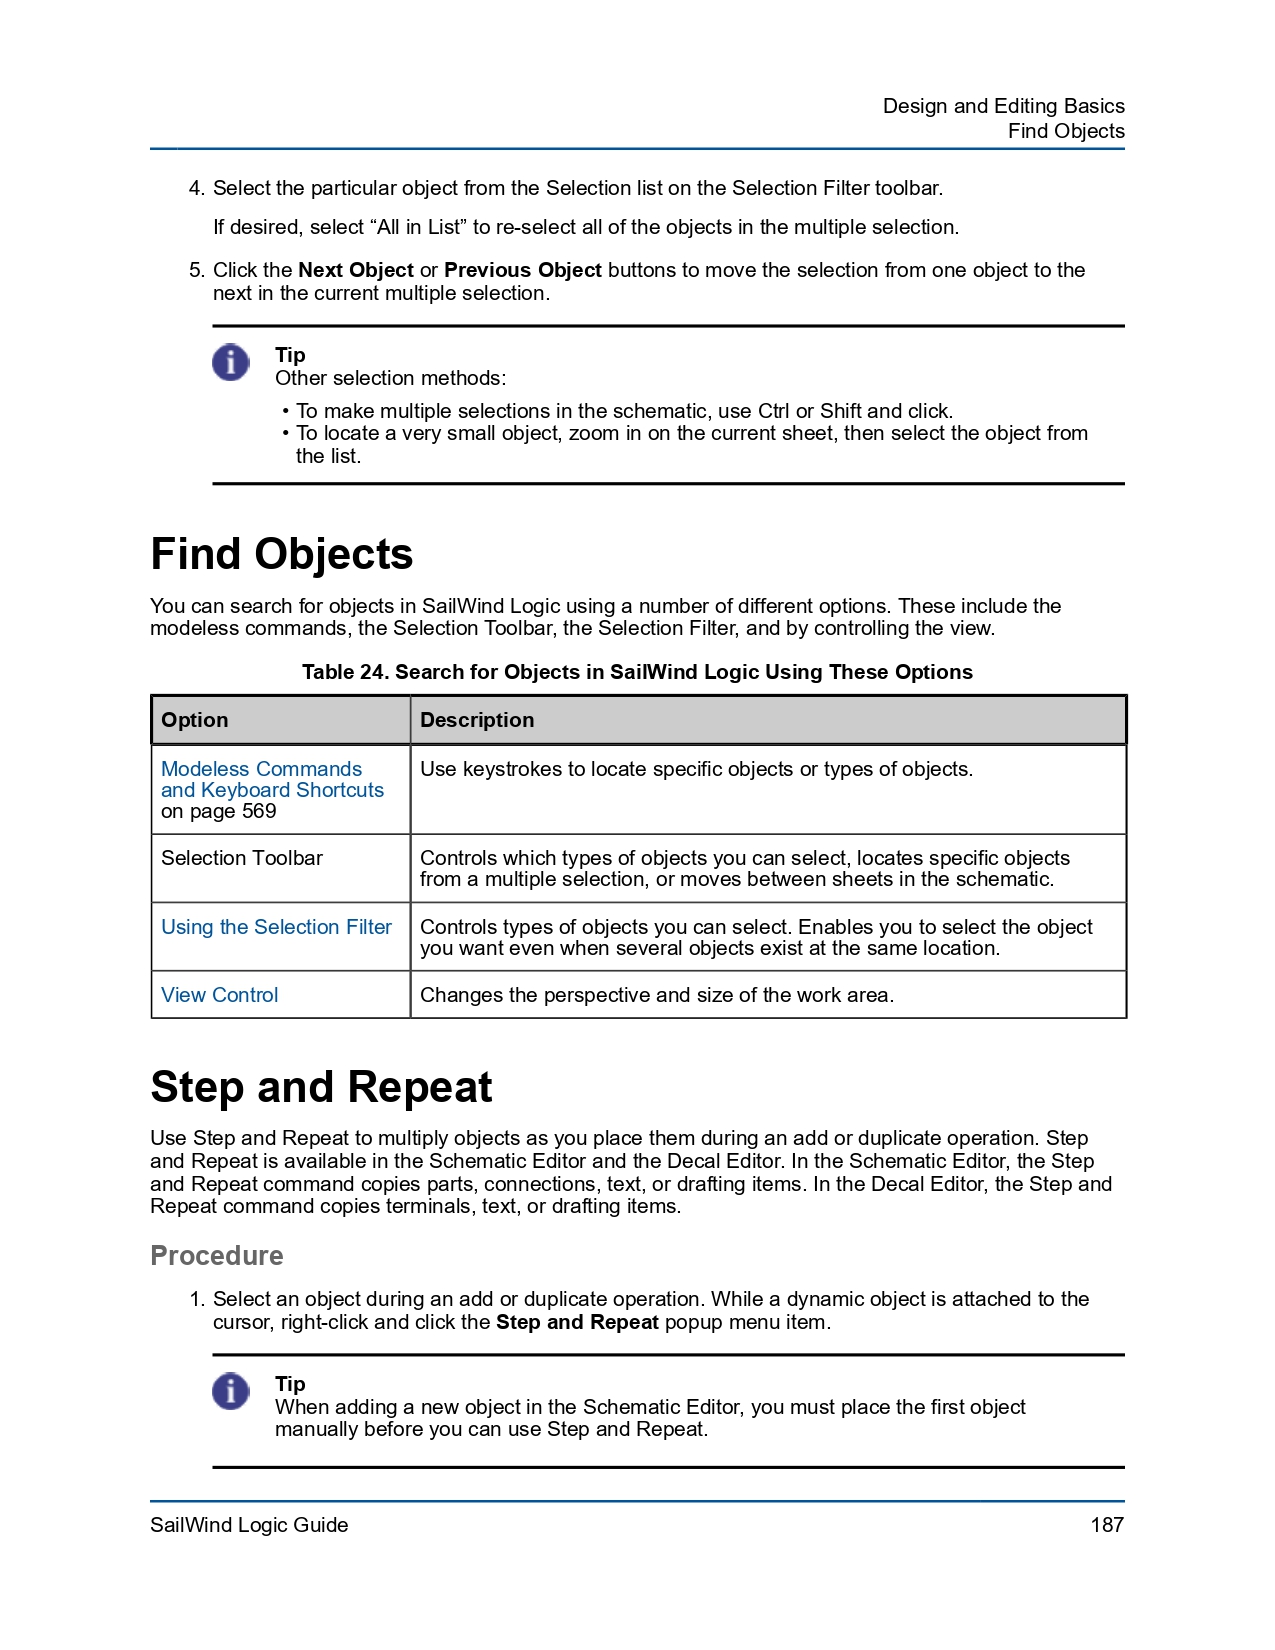 Design and Editing Basics
Find Objects
4. Select the particular object from the Selection list on the Selection Filter toolbar.
If desired, select “All in List” to re-select all of the objects in the multiple selection.
5. Click the Next Object or Previous Object buttons to move the selection from one object to the
next in the current multiple selection.
Tip
Other selection methods:
• To make multiple selections in the schematic, use Ctrl or Shift and click.
• To locate a very small object, zoom in on the current sheet, then select the object from
the list.
Find Objects
You can search for objects in SailWind Logic using a number of different options. These include the
modeless commands, the Selection Toolbar, the Selection Filter, and by controlling the view.
Table 24. Search for Objects in SailWind Logic Using These Options
Option
Description
Modeless Commands
and Keyboard Shortcuts
on page 569
Use keystrokes to locate specific objects or types of objects.
Selection Toolbar
Controls which types of objects you can select, locates specific objects
from a multiple selection, or moves between sheets in the schematic.
Using the Selection Filter
Controls types of objects you can select. Enables you to select the object
you want even when several objects exist at the same location.
View Control
Changes the perspective and size of the work area.
Step and Repeat
Use Step and Repeat to multiply objects as you place them during an add or duplicate operation. Step
and Repeat is available in the Schematic Editor and the Decal Editor. In the Schematic Editor, the Step
and Repeat command copies parts, connections, text, or drafting items. In the Decal Editor, the Step and
Repeat command copies terminals, text, or drafting items.
Procedure
1. Select an object during an add or duplicate operation. While a dynamic object is attached to the
cursor, right-click and click the Step and Repeat popup menu item.
Tip
When adding a new object in the Schematic Editor, you must place the first object
manually before you can use Step and Repeat.
SailWind Logic Guide
187